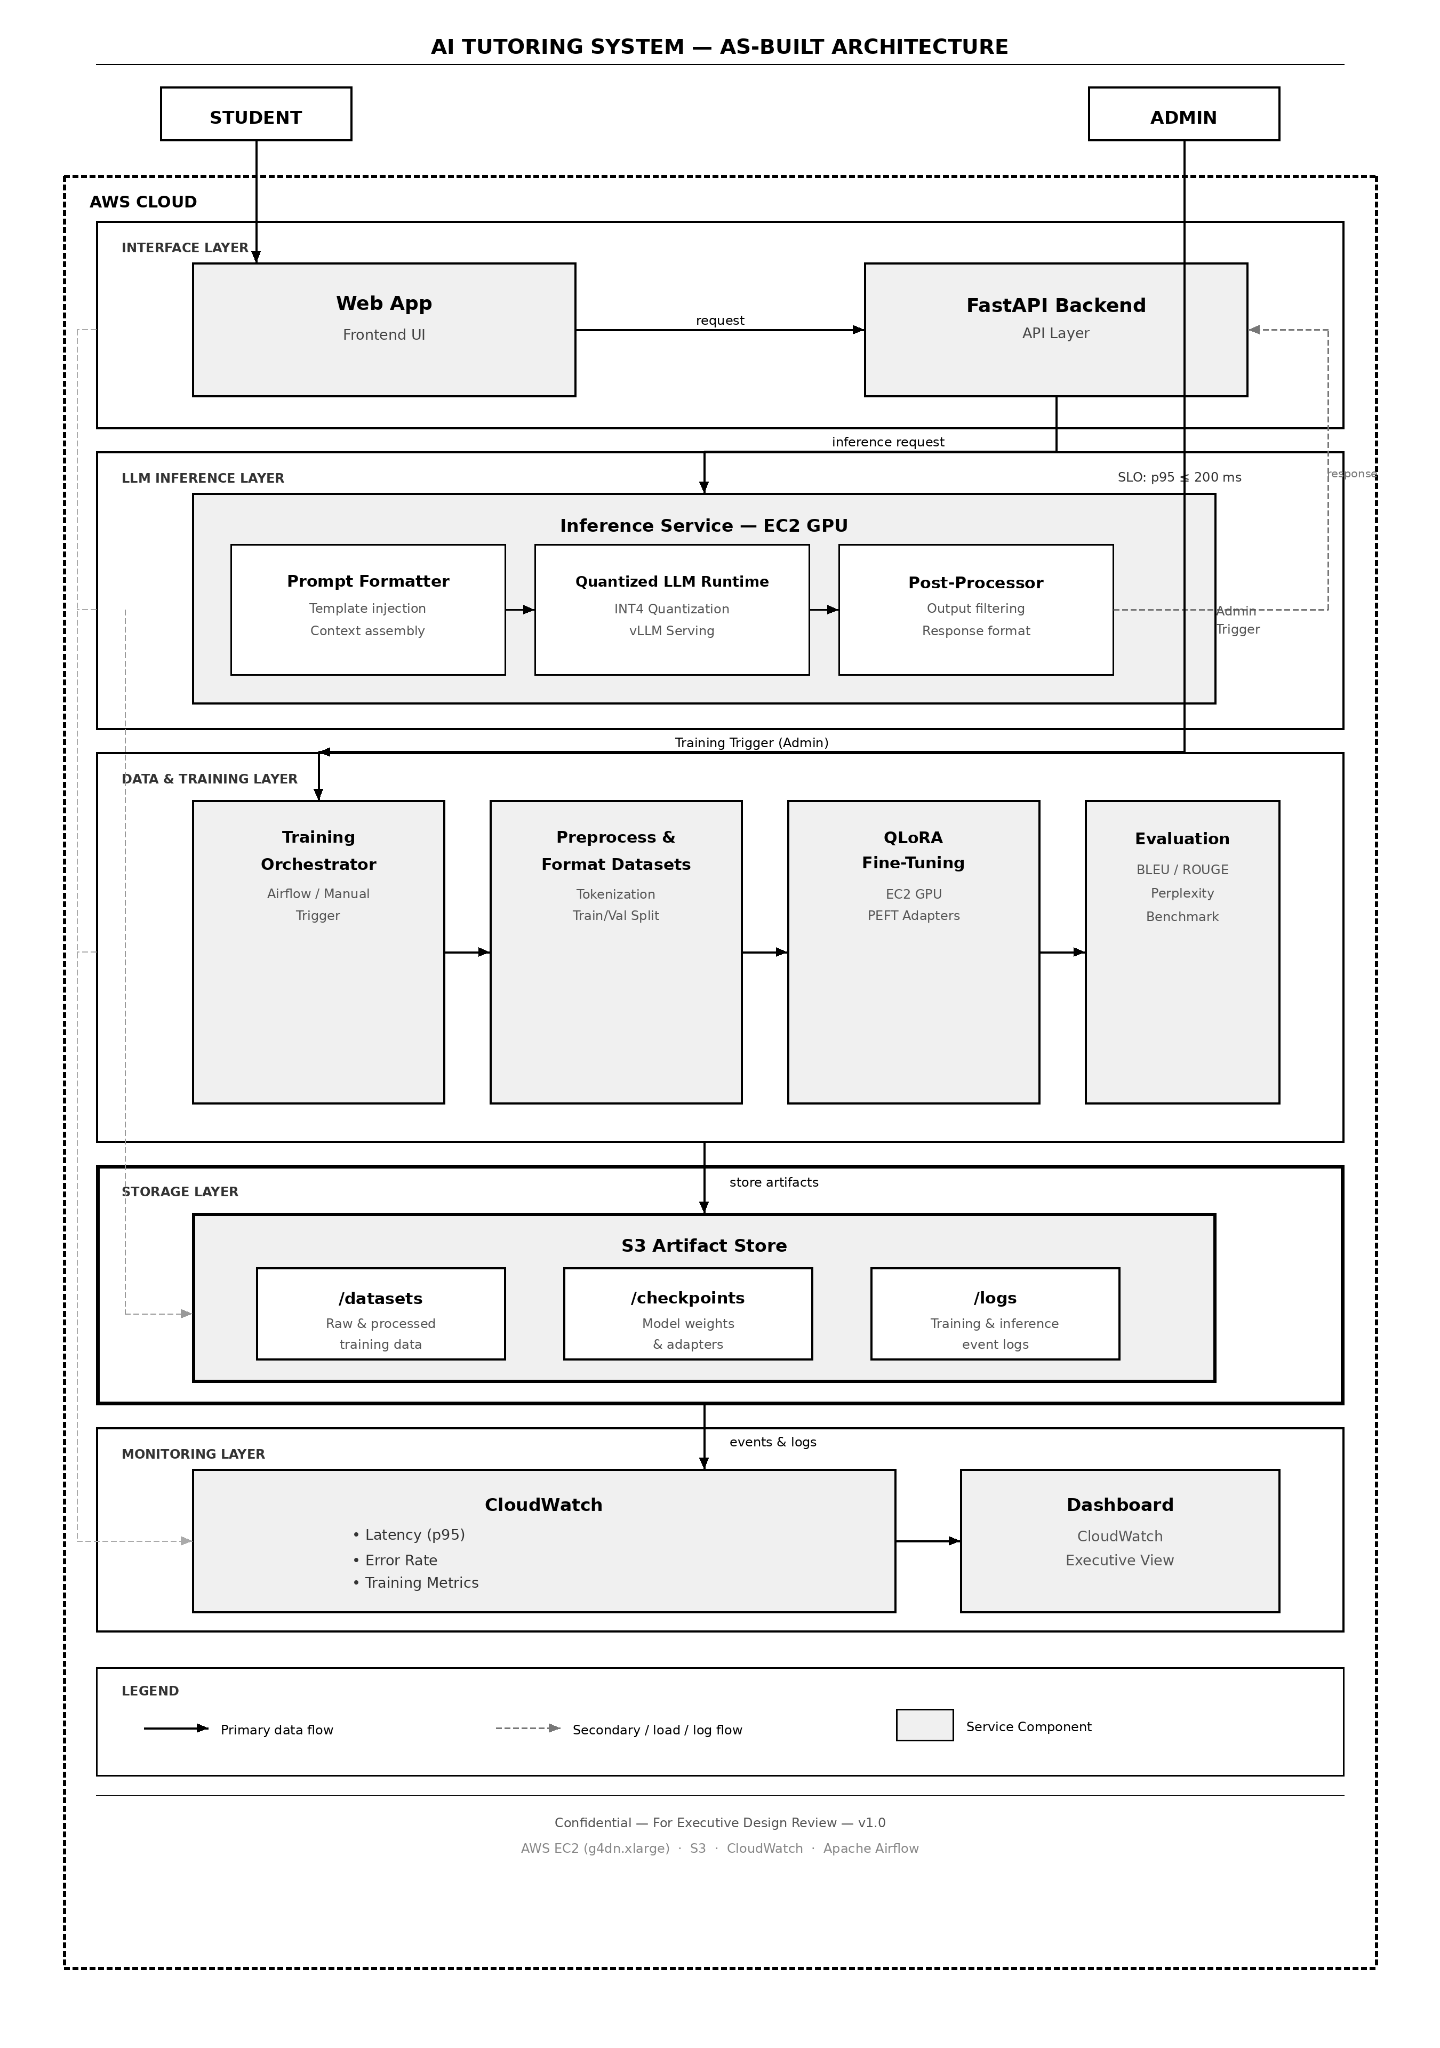 AI TUTORING SYSTEM — AS-BUILT ARCHITECTURE
STUDENT
ADMIN
AWS CLOUD
INTERFACE LAYER
Web App
Frontend UI
request
FastAPI Backend
API Layer
inference request
LLM INFERENCE LAYER
SLO: p95 ≤ 200 ms
response
Inference Service — EC2 GPU
Prompt Formatter
Template injection
Context assembly
Quantized LLM Runtime
INT4 Quantization
vLLM Serving
Post-Processor
Output filtering
Response format
Admin
Trigger
Training Trigger (Admin)
DATA & TRAINING LAYER
Training
Orchestrator
Airflow / Manual
Trigger
Preprocess &
Format Datasets
Tokenization
Train/Val Split
QLoRA
Fine-Tuning
EC2 GPU
PEFT Adapters
Evaluation
BLEU / ROUGE
Perplexity
Benchmark
store artifacts
STORAGE LAYER
S3 Artifact Store
/datasets
Raw & processed
training data
/checkpoints
Model weights
& adapters
/logs
Training & inference
event logs
events & logs
MONITORING LAYER
CloudWatch
• Latency (p95)
• Error Rate
• Training Metrics
Dashboard
CloudWatch
Executive View
LEGEND
Primary data flow
Secondary / load / log flow
Service Component
Confidential — For Executive Design Review — v1.0
AWS EC2 (g4dn.xlarge) · S3 · CloudWatch · Apache Airflow